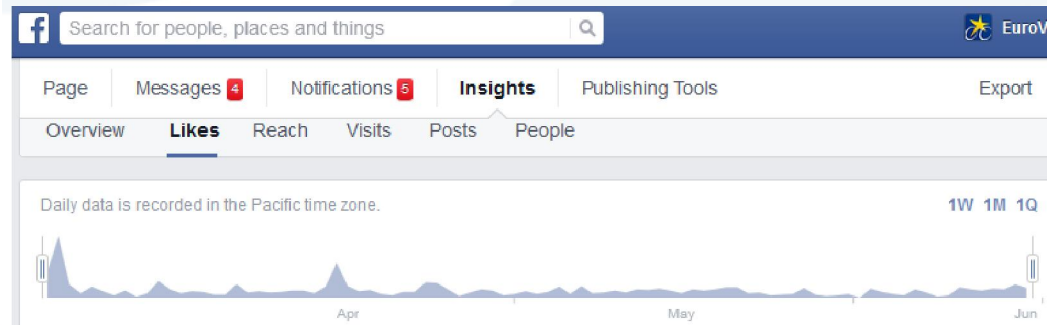 f Search for people, places and things EuroV
Page Messages 4 Notifications 5 Insights Publishing Tools Export
Overview Likes Reach Visits Posts People
Daily data is recorded in the Pacific time zone. 1W 1M 1Q
Apr May Jun